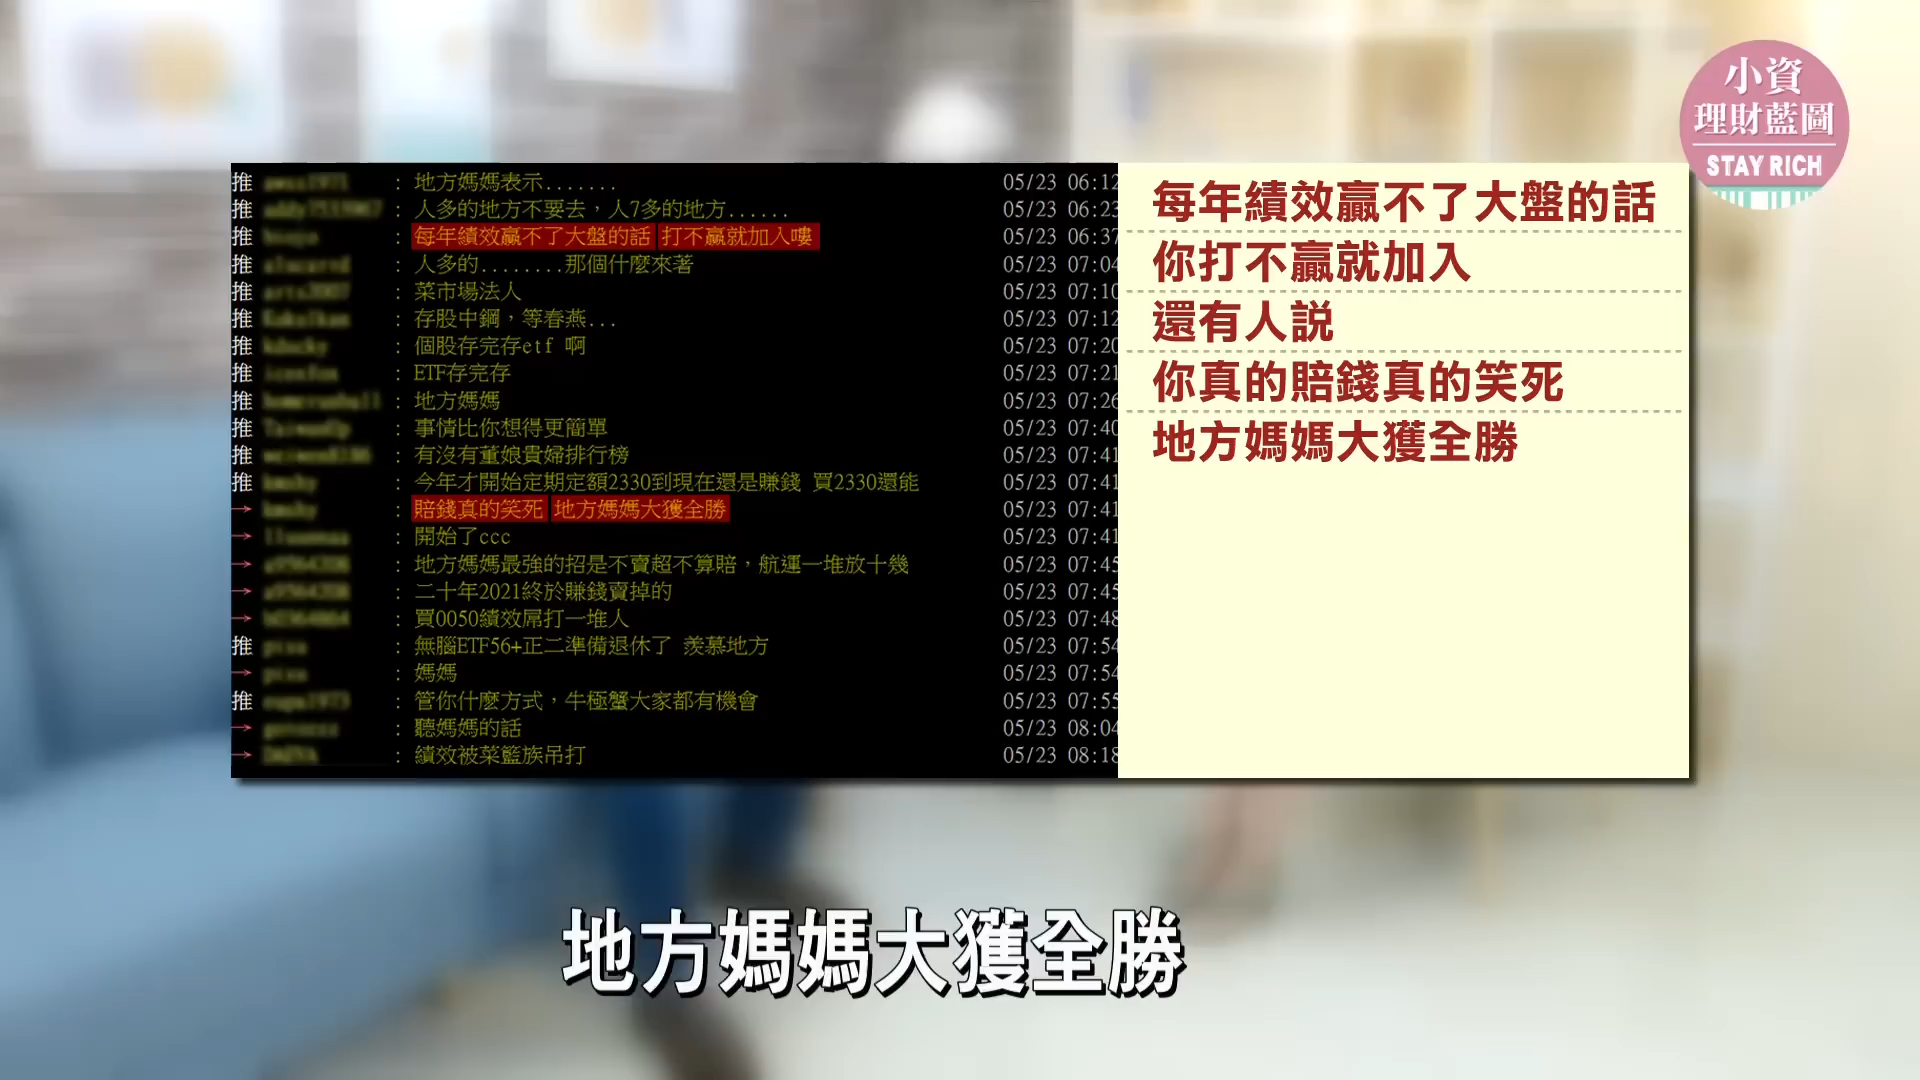 小資
理財藍圖
STAY RICH
推 : 地方媽媽表示....... 05/23 06:12
推 : 人多的地方不要去，人7多的地方...... 05/23 06:23
推 : 每年績效贏不了大盤的話 打不贏就加入嘍 05/23 06:37
推 : 人多的........那個什麼來著 05/23 07:04
推 : 菜市場法人 05/23 07:10
推 : 存股中鋼，等春燕... 05/23 07:12
推 : 個股存完存etf 啊 05/23 07:20
推 : ETF存完存 05/23 07:21
推 : 地方媽媽 05/23 07:26
推 : 事情比你想得更簡單 05/23 07:40
推 : 有沒有董娘貴婦排行榜 05/23 07:41
推 : 今年才開始定期定額2330到現在還是賺錢 買2330還能 05/23 07:41
→ : 賠錢真的笑死 地方媽媽大獲全勝 05/23 07:41
→ : 開始了ccc 05/23 07:41
→ : 地方媽媽最強的招是不賣超不算賠，航運一堆放十幾 05/23 07:45
→ : 二十年2021終於賺錢賣掉的 05/23 07:45
→ : 買0050績效屌打一堆人 05/23 07:48
推 : 無腦ETF56+正二準備退休了 羨慕地方 05/23 07:54
→ : 媽媽 05/23 07:54
推 : 管你什麼方式，牛極蟹大家都有機會 05/23 07:55
→ : 聽媽媽的話 05/23 08:04
→ : 績效被菜籃族吊打 05/23 08:18
每年績效贏不了大盤的話
你打不贏就加入
還有人説
你真的賠錢真的笑死
地方媽媽大獲全勝
地方媽媽大獲全勝